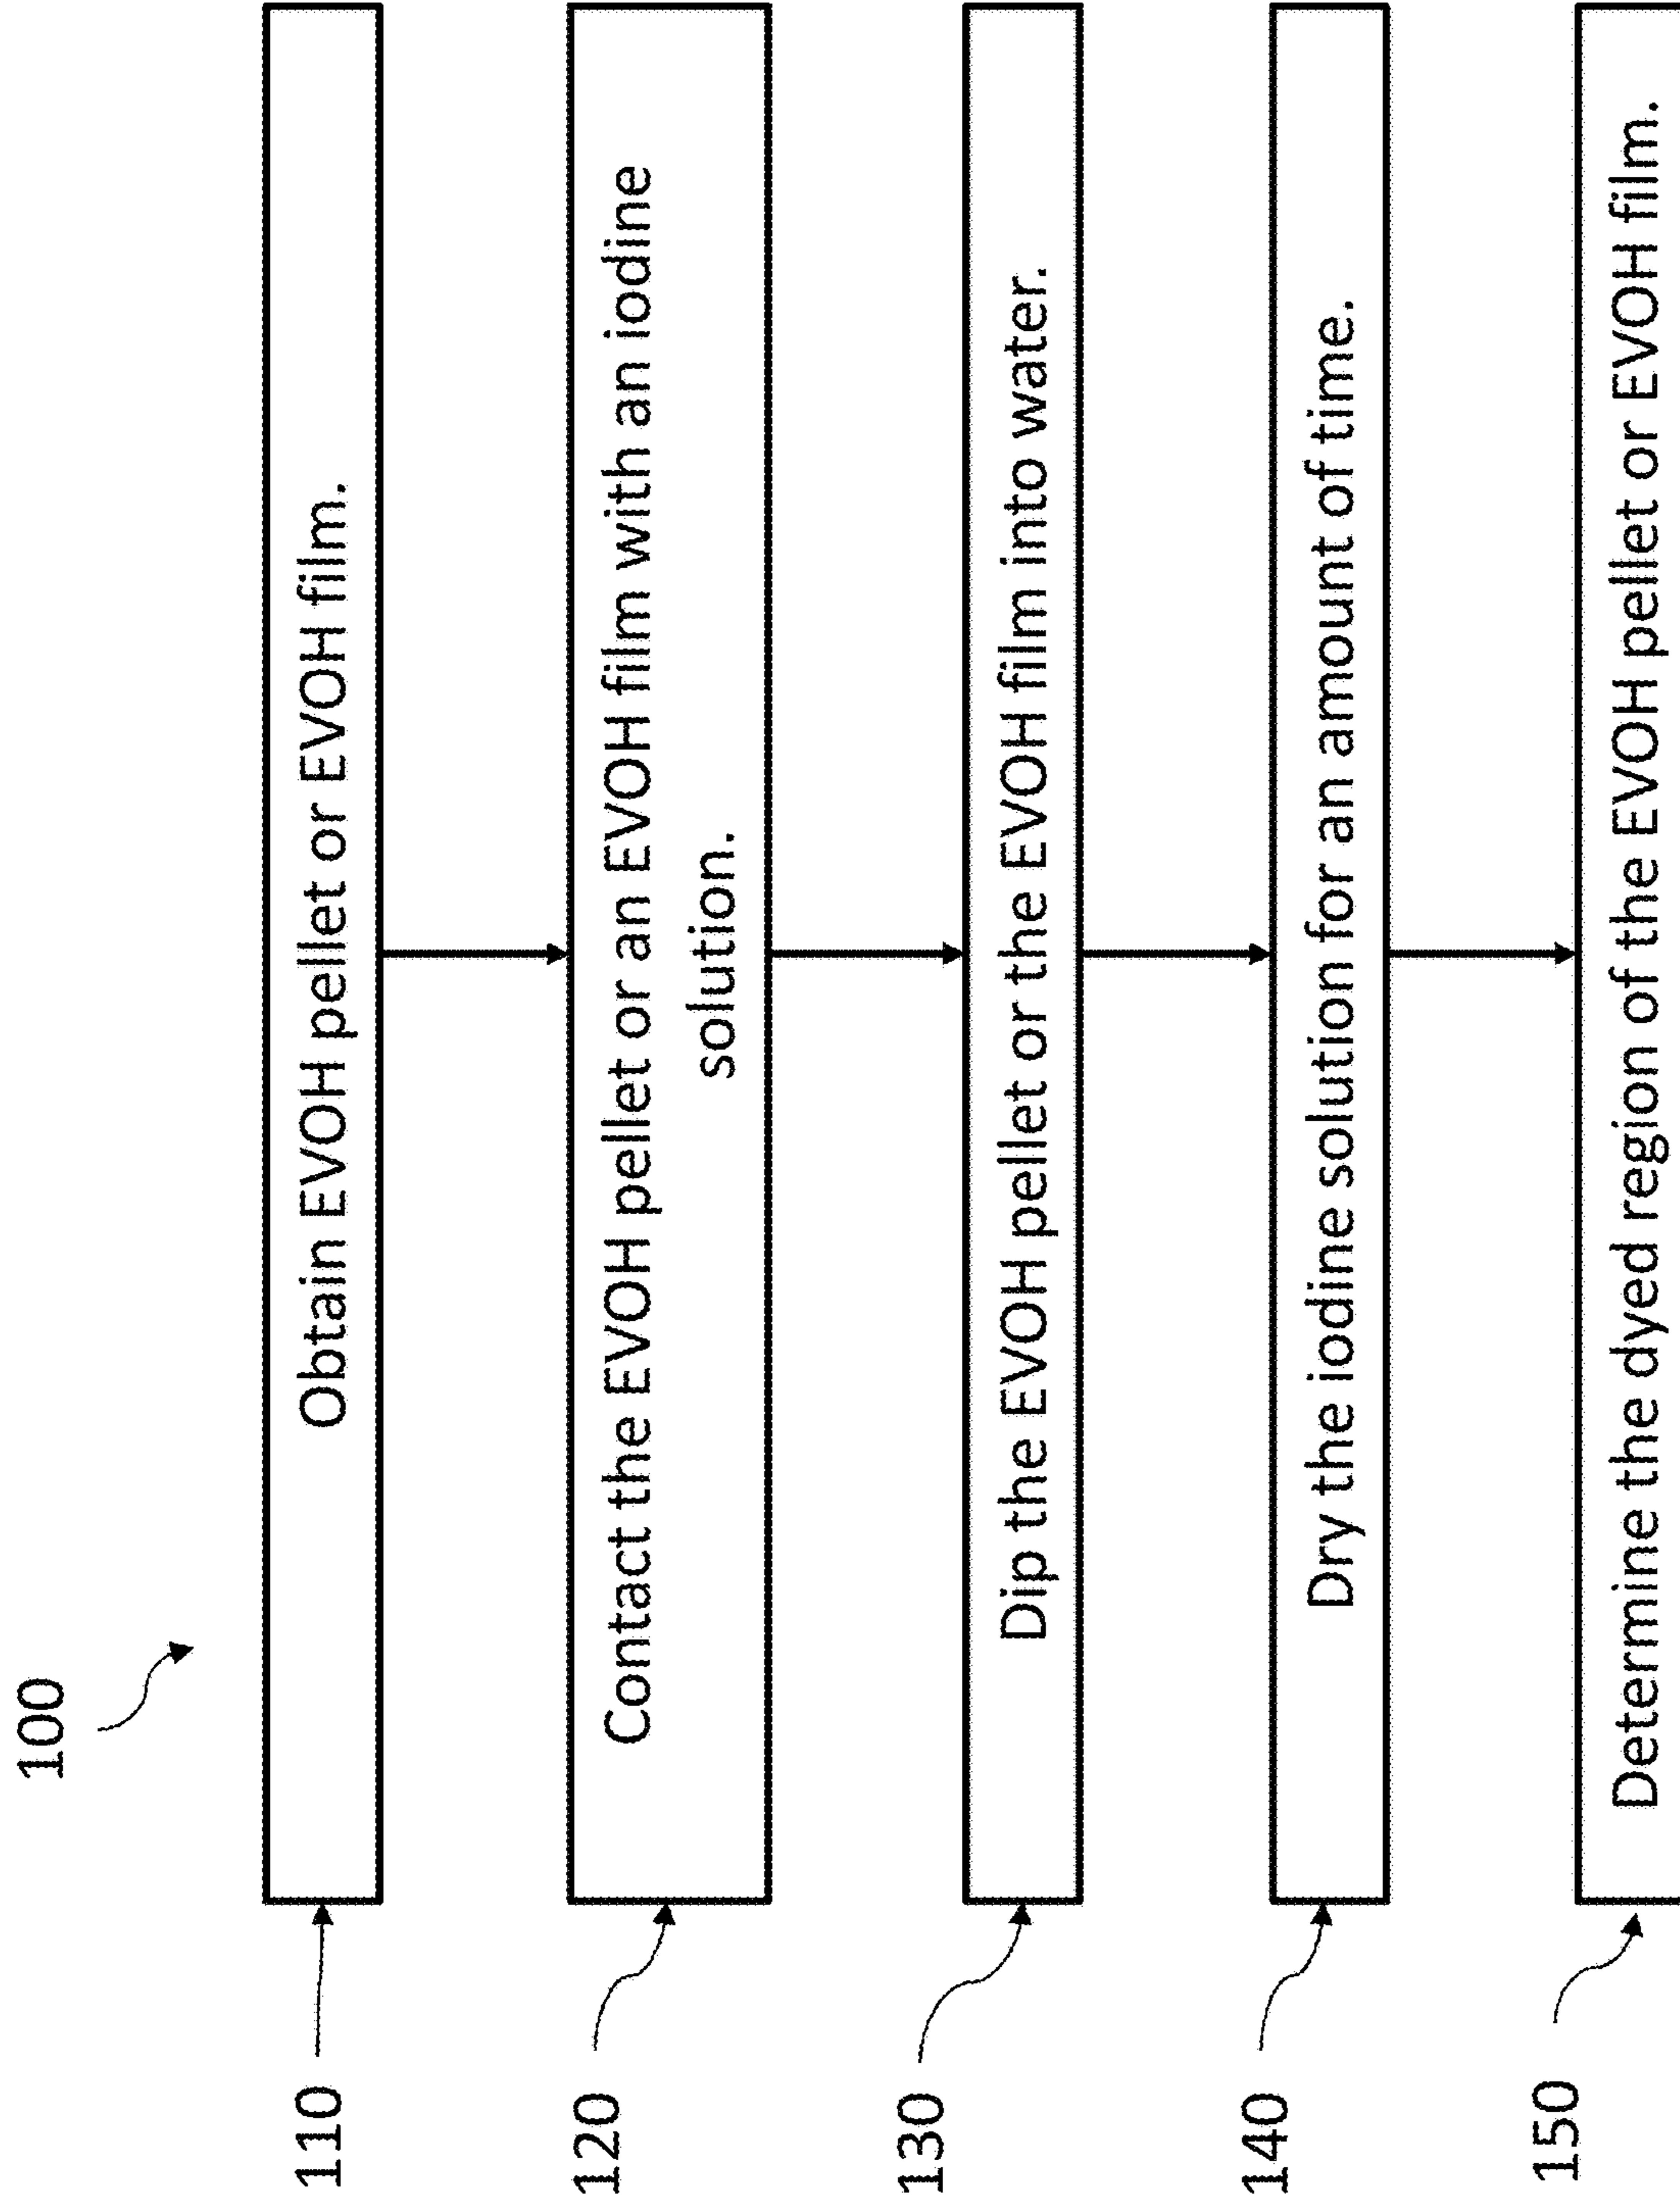 100
110
Obtain EVOH pellet or EVOH film.
120
Contact the EVOH pellet or an EVOH film with an iodine
solution.
130
Dip the EVOH pellet or the EVOH film into water.
140
Dry the iodine solution for an amount of time.
150
Determine the dyed region of the EVOH pellet or EVOH film.